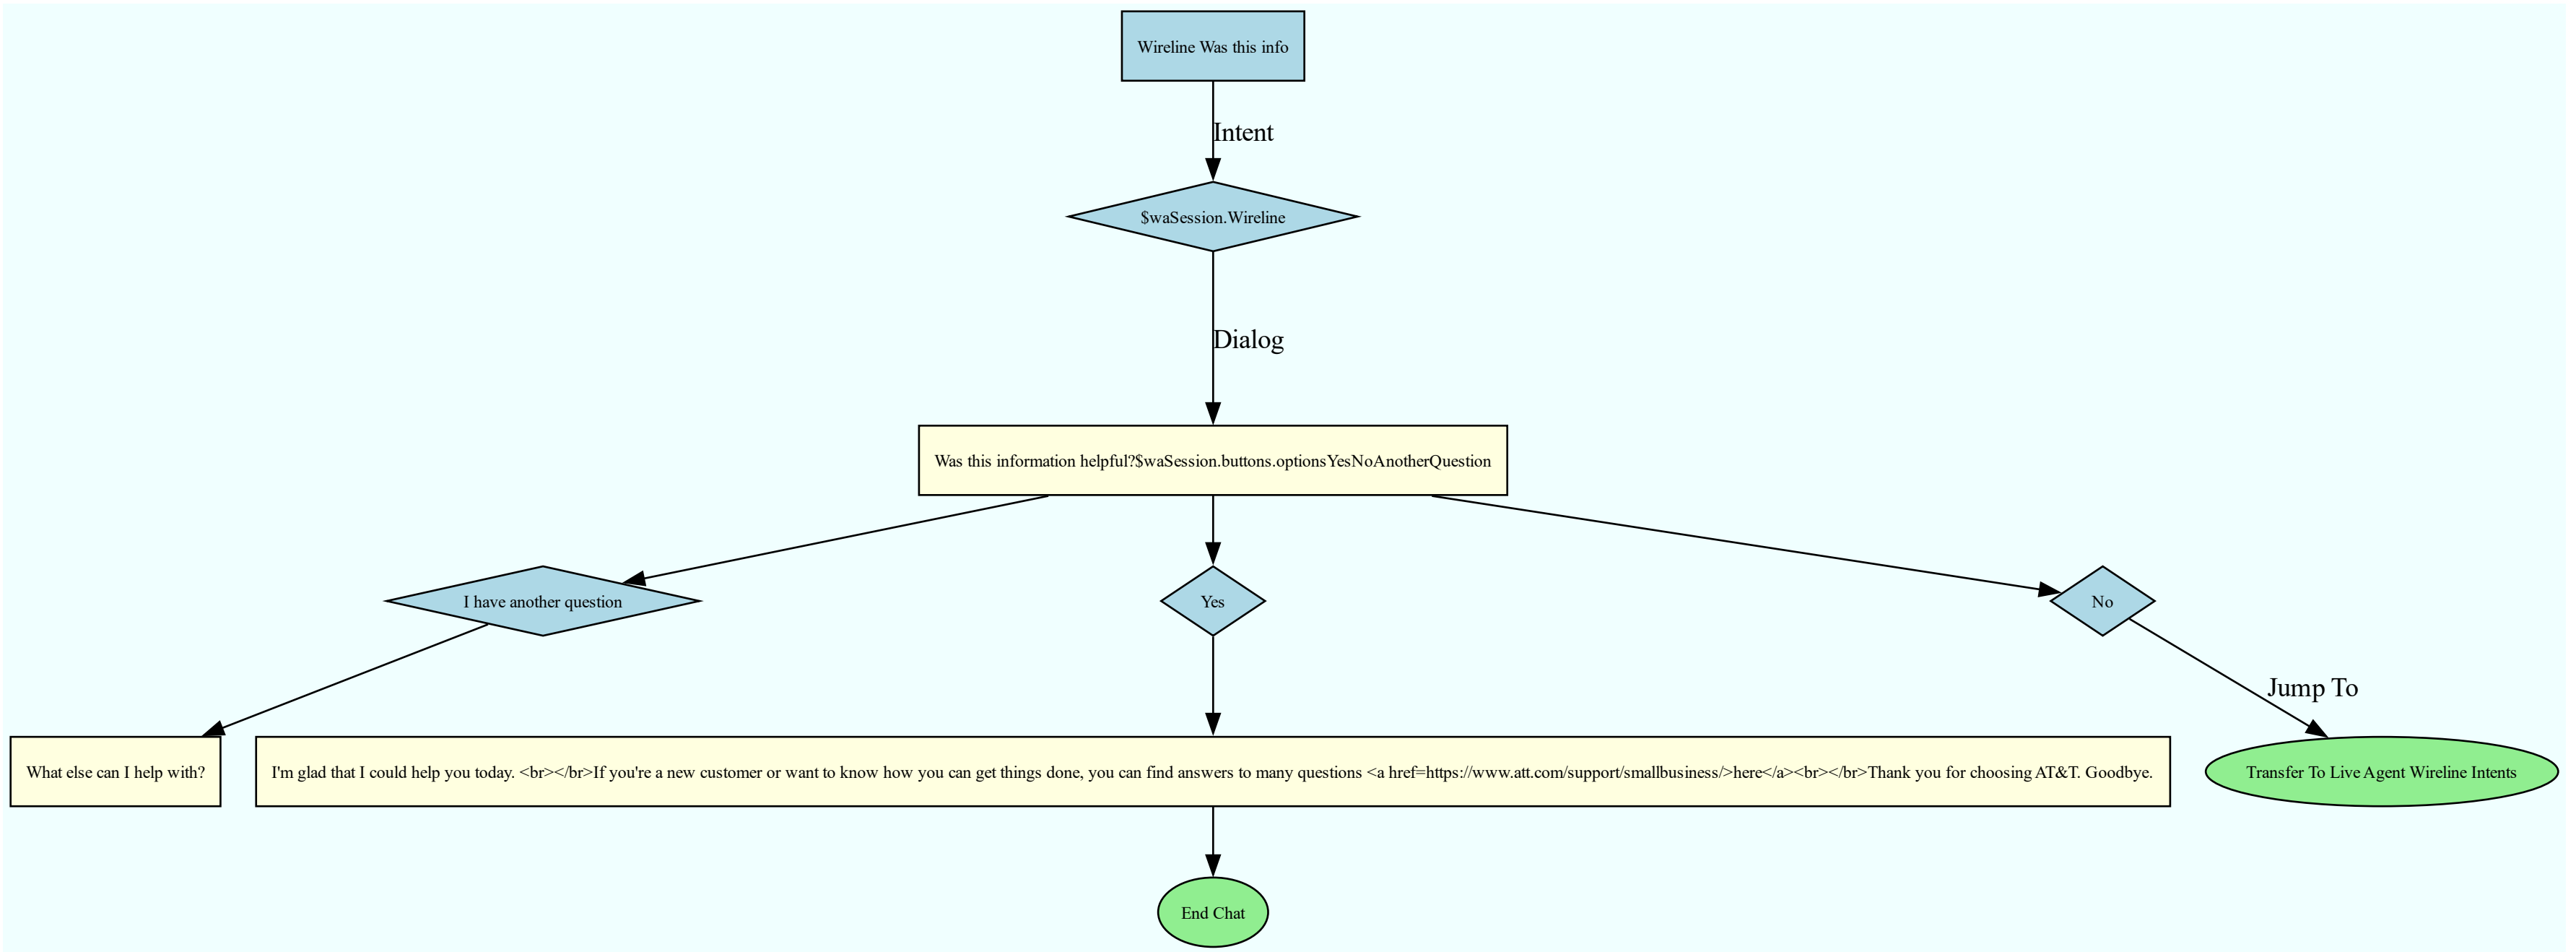 Wireline Was this info
Intent
$waSession.Wireline
Dialog
Was this information helpful?$waSession.buttons.optionsYesNoAnotherQuestion
I have another question
Yes
No
Jump To
What else can I help with?
I'm glad that I could help you today. <br></br>If you're a new customer or want to know how you can get things done, you can find answers to many questions <a href=https://www.att.com/support/smallbusiness/>here</a><br></br>Thank you for choosing AT&T. Goodbye.
Transfer To Live Agent Wireline Intents
End Chat